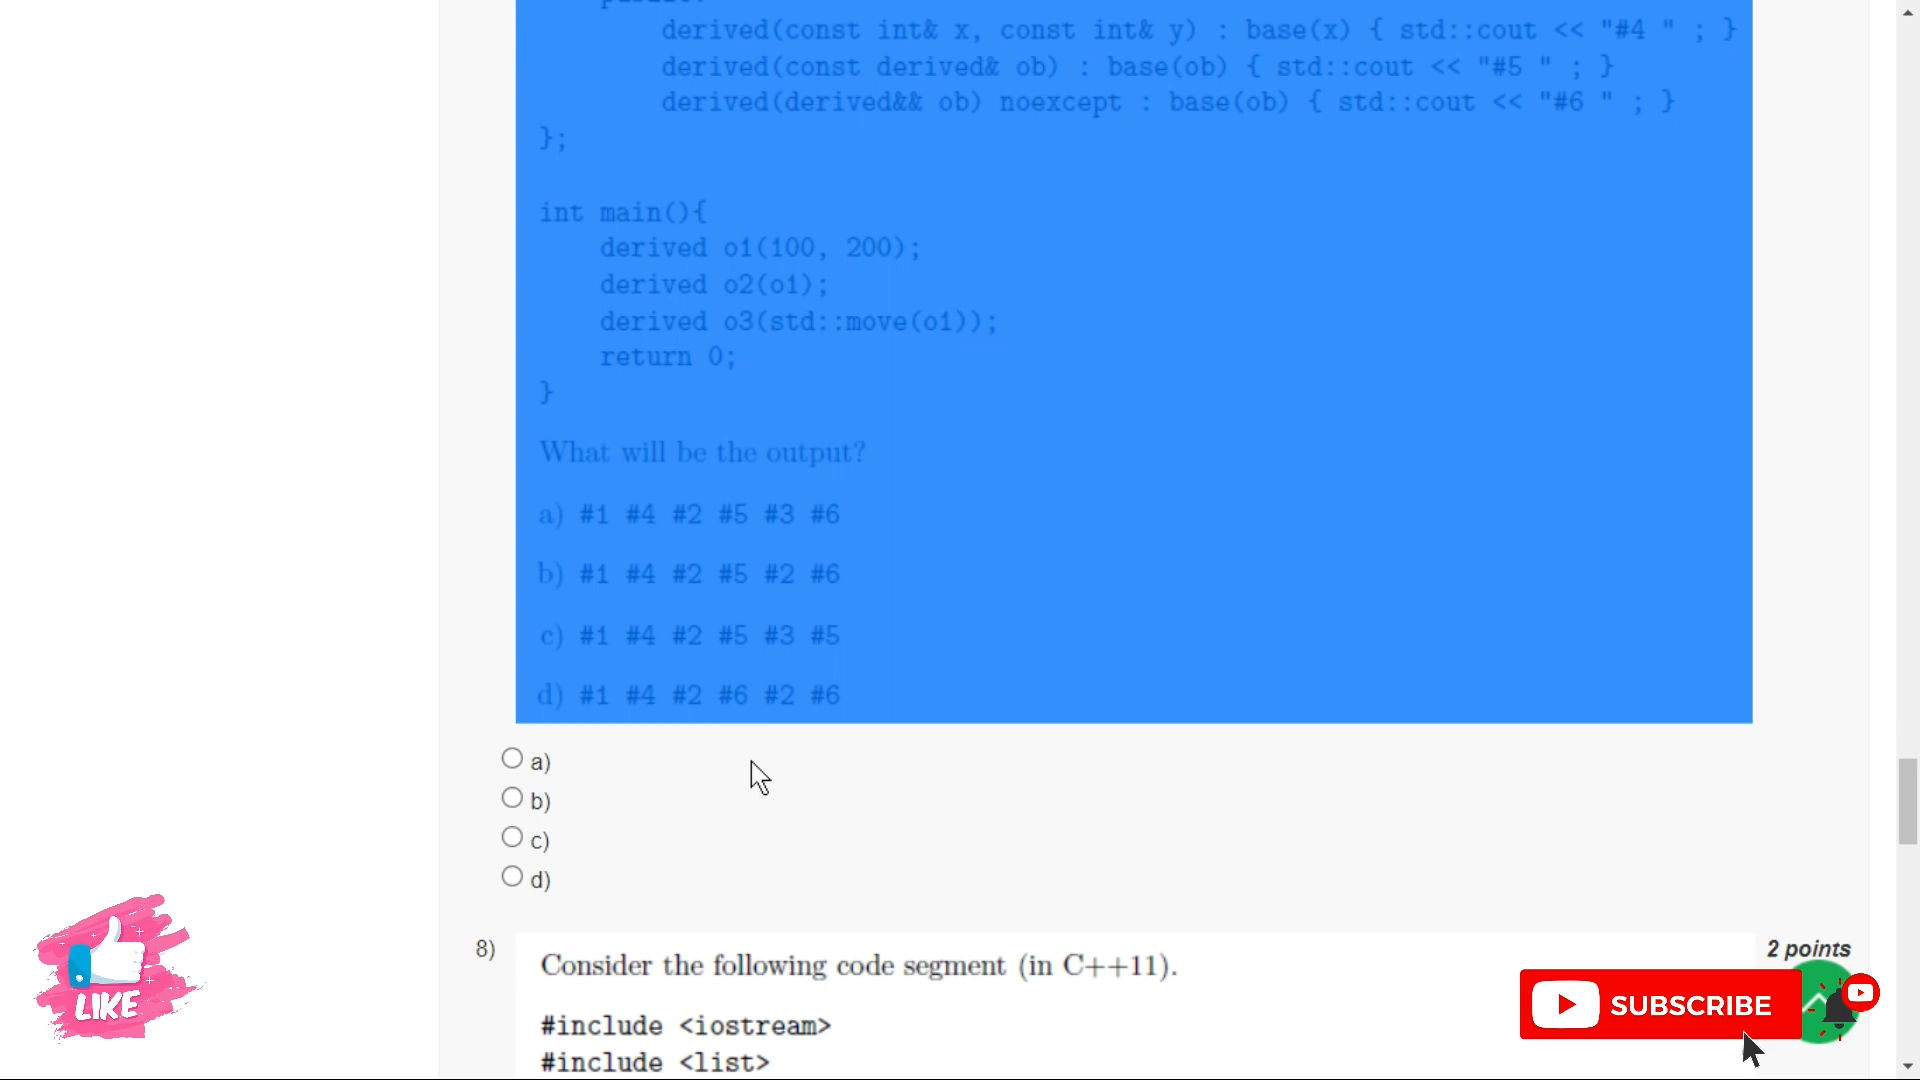 derived(const int& x, const int& y) : base(x) { std::cout << "#4 " ; }
derived(const derived& ob) : base(ob) { std::cout << "#5 " ; }
derived(derived&& ob) noexcept : base(ob) { std::cout << "#6 " ; }
};
int main(){
derived o1(100, 200);
derived o2(o1);
derived o3(std::move(o1));
return 0;
}
What will be the output?
a) #1 #4 #2 #5 #3 #6
b) #1 #4 #2 #5 #2 #6
c) #1 #4 #2 #5 #3 #5
d) #1 #4 #2 #6 #2 #6
a)
b)
c)
d)
8)
2 points
Consider the following code segment (in C++11).
#include <iostream>
#include <list>
LIKE
SUBSCRIBE